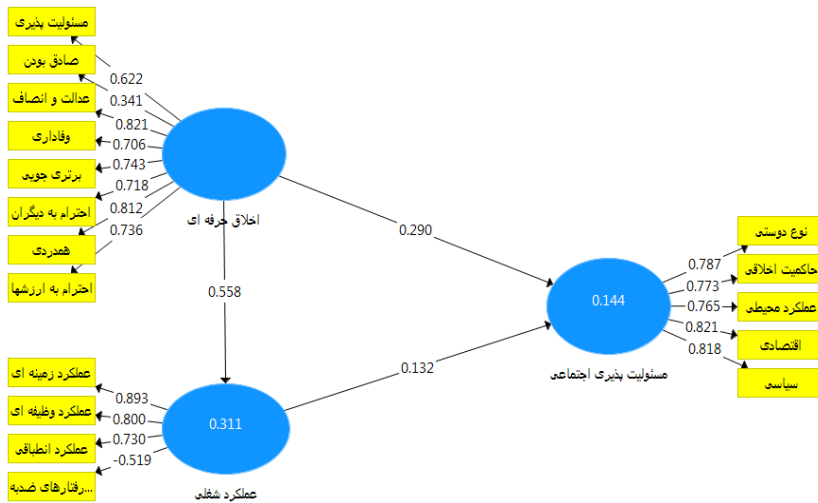 مسئولیت پذیری
صادق بودن
عدالت و انصاف
وفاداری
برتری جویی
احترام به دیگران
همدردی
احترام به ارزشها
0.622
0.341
0.821
0.706
0.743
0.718
0.812
0.736
اخلاق حرفه ای
0.290
0.558
0.132
نوع دوستی
حاکمیت اخلاقی
عملکرد محیطی
اقتصادی
سیاسی
0.787
0.773
0.765
0.821
0.818
0.144
مسئولیت پذیری اجتماعی
عملکرد زمینه ای
عملکرد وظیفه ای
عملکرد انطباقی
رفتارهای ضدبه...
0.893
0.800
0.730
-0.519
0.311
عملکرد شغلی